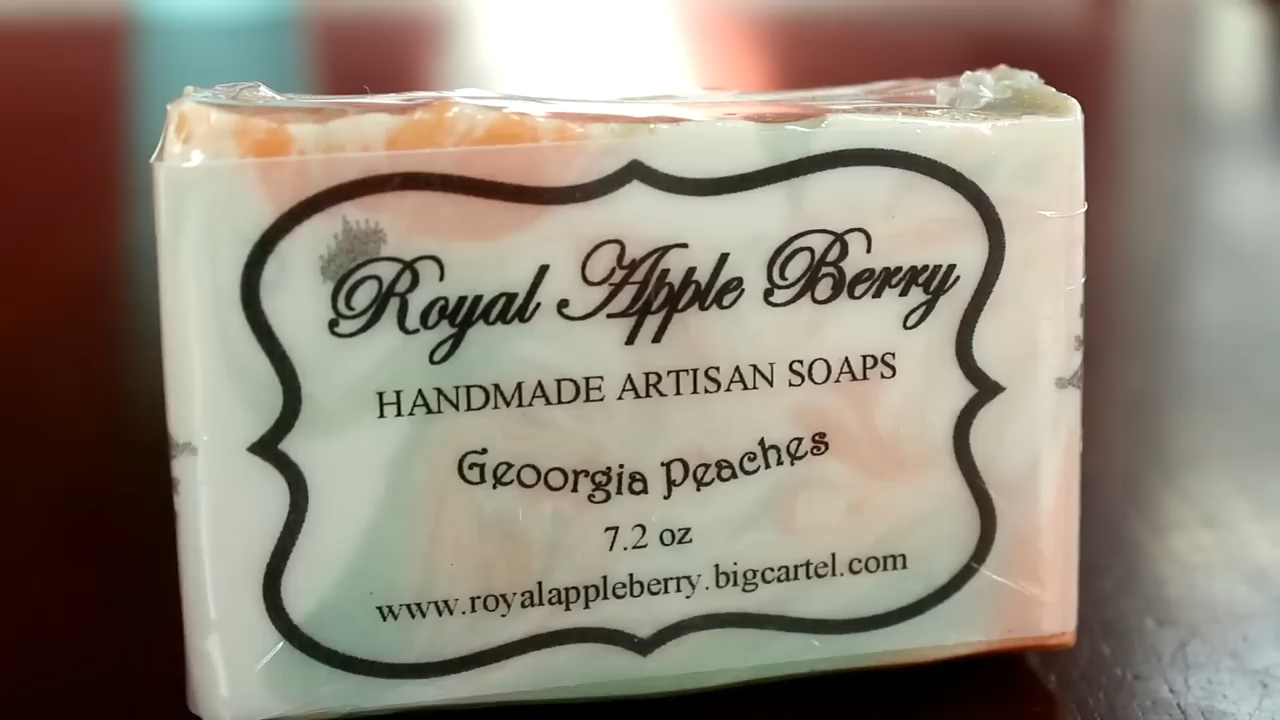 Royal Apple Berry
HANDMADE ARTISAN SOAPS
Geoorgia Peaches
7.2 oz
www.royalappleberry.bigcartel.com